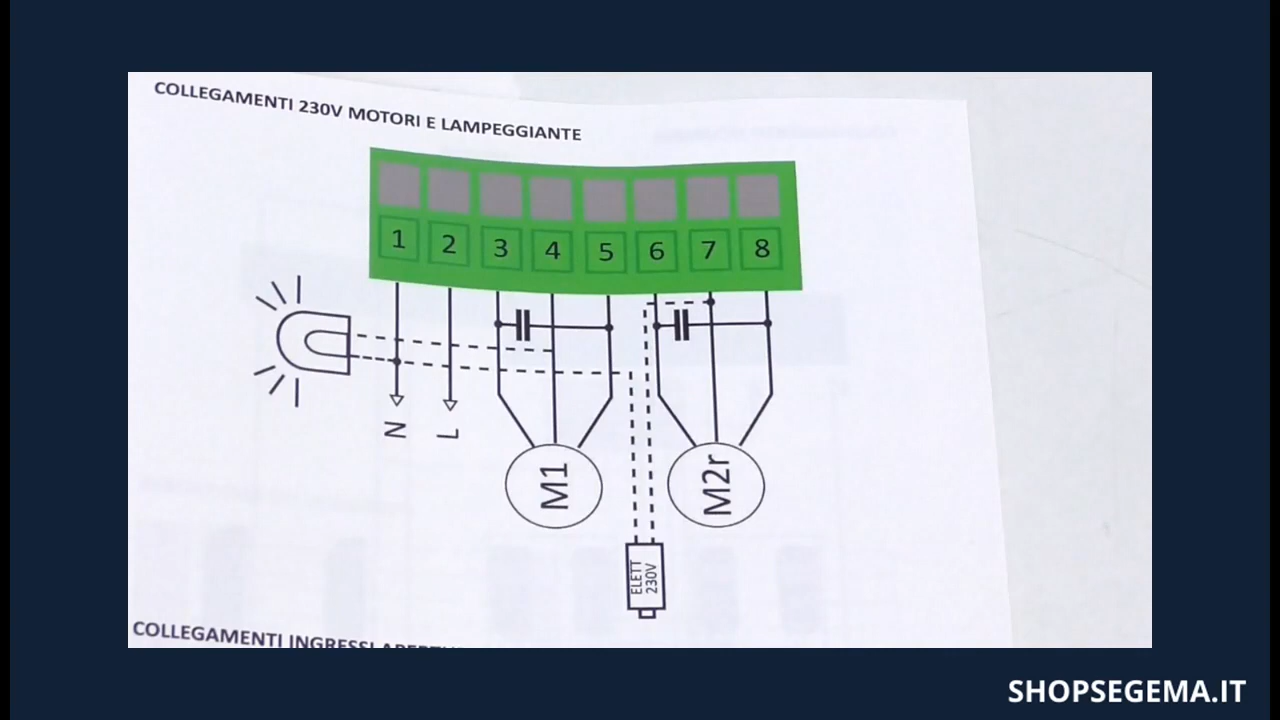 COLLEGAMENTI 230V MOTORI E LAMPEGGIANTE
1 2 3 4 5 6 7 8
N L
M1 M2r
ELETT
230V
COLLEGAMENTI INGRESSI
SHOPSEGEMA.IT